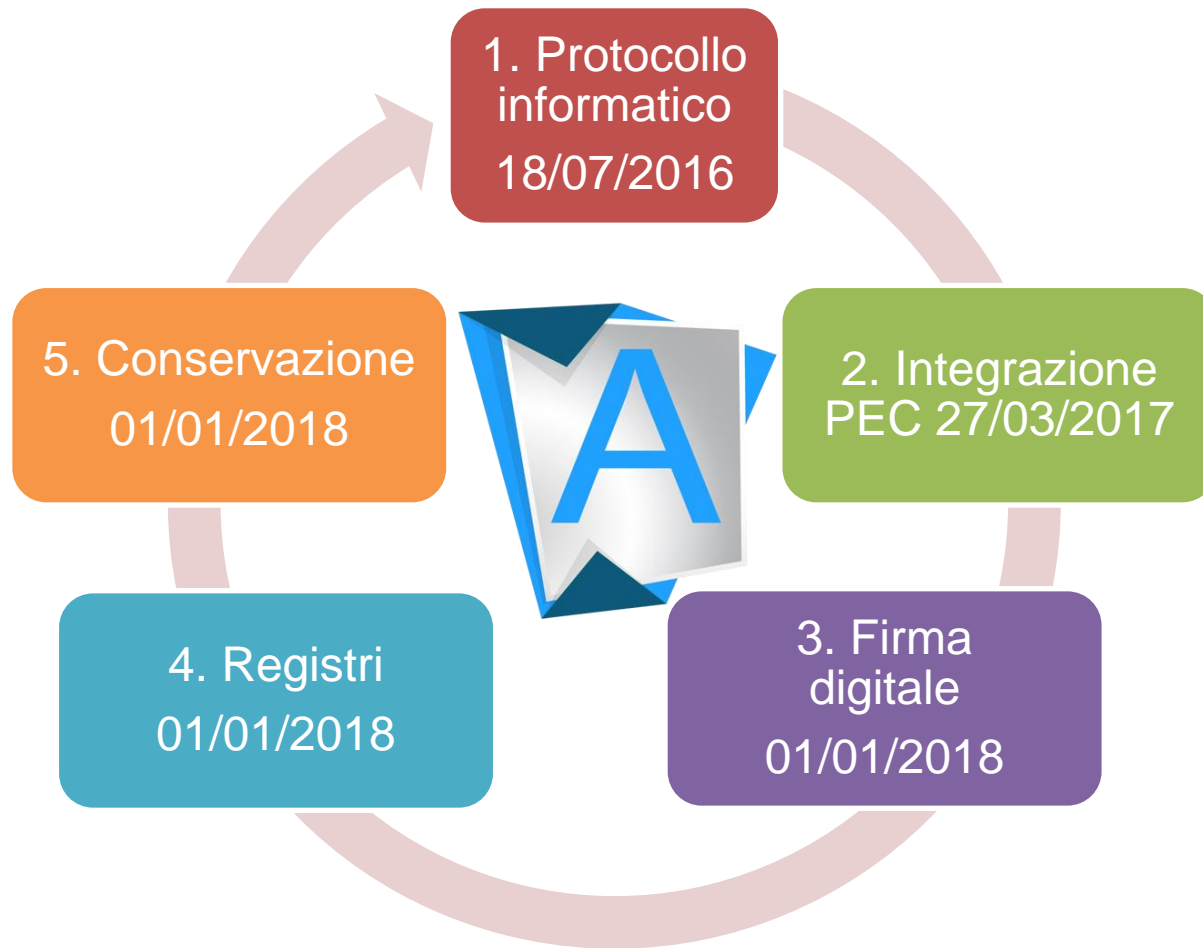 1. Protocollo
informatico
18/07/2016
2. Integrazione
PEC 27/03/2017
3. Firma
digitale
01/01/2018
4. Registri
01/01/2018
5. Conservazione
01/01/2018
A